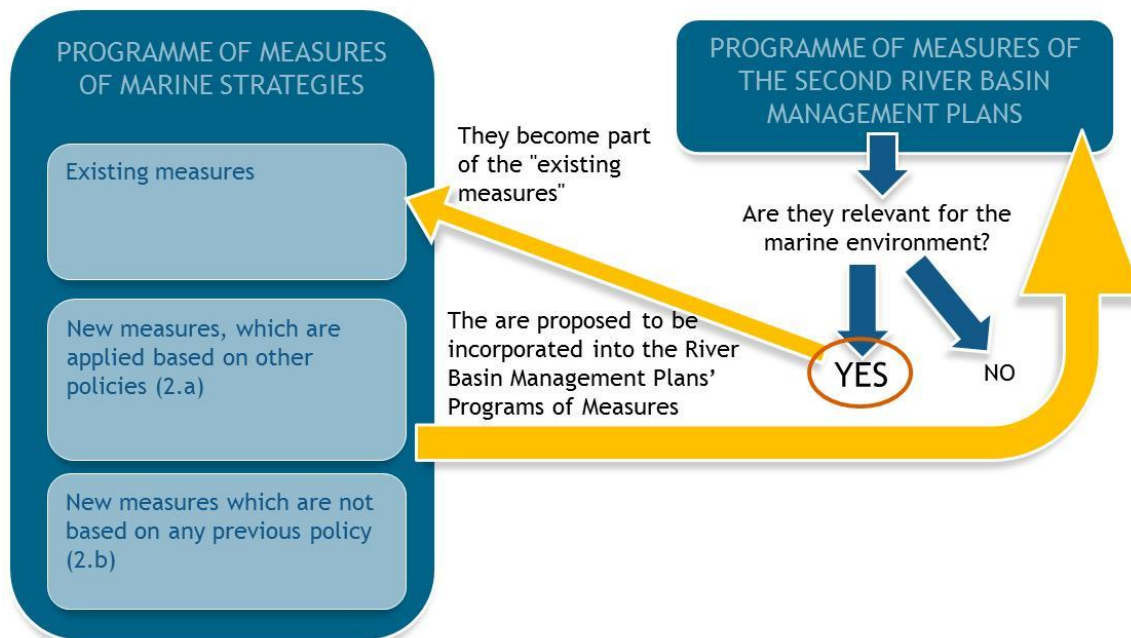 PROGRAMME OF MEASURES
OF MARINE STRATEGIES
Existing measures
New measures, which are
applied based on other
policies (2.a)
New measures which are not
based on any previous policy
(2.b)
They become part
of the "existing
measures"
The are proposed to be
incorporated into the River
Basin Management Plans’
Programs of Measures
PROGRAMME OF MEASURES OF
THE SECOND RIVER BASIN
MANAGEMENT PLANS
Are they relevant for the
marine environment?
YES
NO